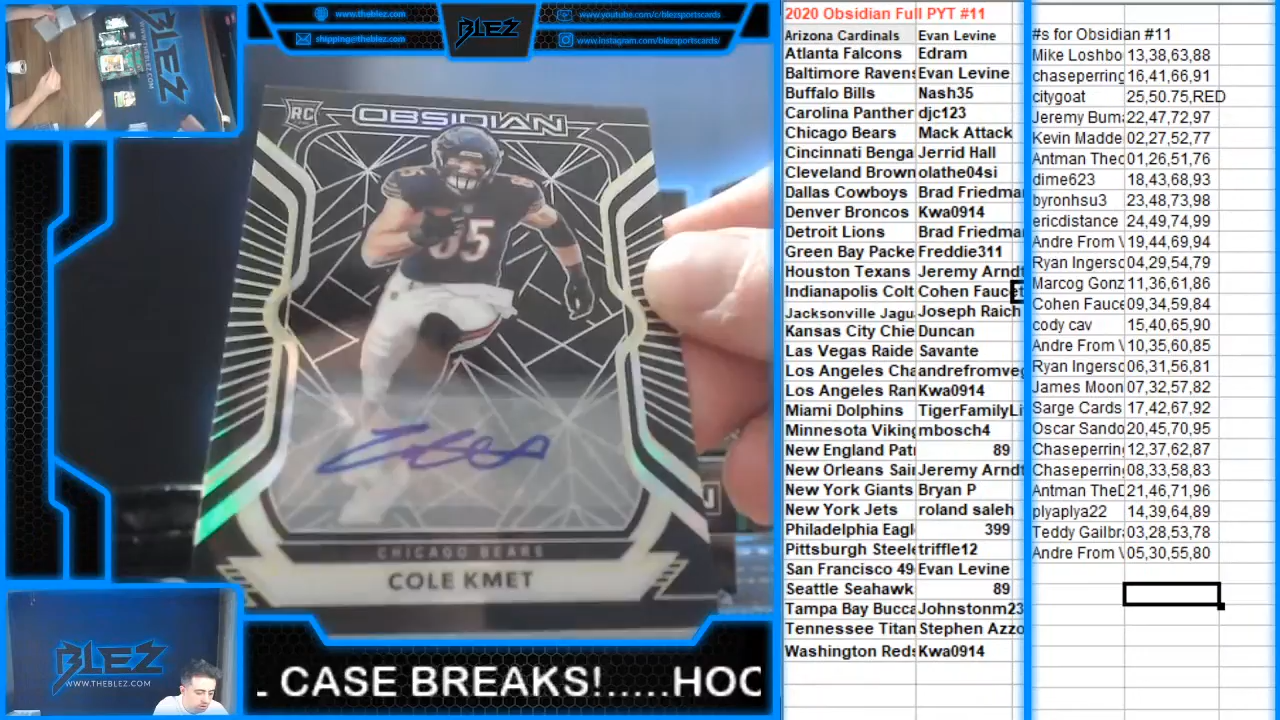 www.theblez.com
shipping@theblez.com
BLEZ
www.youtube.com/c/blezsportscards
www.instagram.com/blezsportscards/
BLEZ
RC
OBSIDIAN
85
CHICAGO BEARS
COLE KMET
BLEZ
WWW.THEBLEZ.COM
CASE BREAKS!.....HOO
2020 Obsidian Full PYT #11
Arizona Cardinals Evan Levine
Atlanta Falcons Edram
Baltimore Ravens Evan Levine
Buffalo Bills Nash35
Carolina Panther djc123
Chicago Bears Mack Attack
Cincinnati Benga Jerrid Hall
Cleveland Brown olathe04si
Dallas Cowboys Brad Friedma
Denver Broncos Kwa0914
Detroit Lions Brad Friedma
Green Bay Packe Freddie311
Houston Texans Jeremy Arndt
Indianapolis Colt Cohen Faucet
Jacksonville Jagu Joseph Raich
Kansas City Chie Duncan
Las Vegas Raide Savante
Los Angeles Cha andrefromveg
Los Angeles Ran Kwa0914
Miami Dolphins TigerFamilyLi
Minnesota Viking mbosch4
New England Pat 89
New Orleans Sai Jeremy Arndt
New York Giants Bryan P
New York Jets roland saleh
Philadelphia Eagl 399
Pittsburgh Steele triffle12
San Francisco 49 Evan Levine
Seattle Seahawk 89
Tampa Bay Bucca Johnstonm23
Tennessee Titan Stephen Azzo
Washington Reds Kwa0914
#s for Obsidian #11
Mike Loshbo 13,38,63,88
chaseperring 16,41,66,91
citygoat 25,50.75,RED
Jeremy Bum 22,47,72,97
Kevin Madde 02,27,52,77
Antman Theo 01,26,51,76
dime623 18,43,68,93
byronhsu3 23,48,73,98
ericdistance 24,49,74,99
Andre From V 19,44,69,94
Ryan Ingerso 04,29,54,79
Marcog Gonz 11,36,61,86
Cohen Fauce 09,34,59,84
cody cav 15,40,65,90
Andre From V 10,35,60,85
Ryan Ingerso 06,31,56,81
James Moon 07,32,57,82
Sarge Cards 17,42,67,92
Oscar Sando 20,45,70,95
Chaseperring 12,37,62,87
Chaseperring 08,33,58,83
Antman TheL 21,46,71,96
plyaplya22 14,39,64,89
Teddy Gailbr 03,28,53,78
Andre From V 05,30,55,80